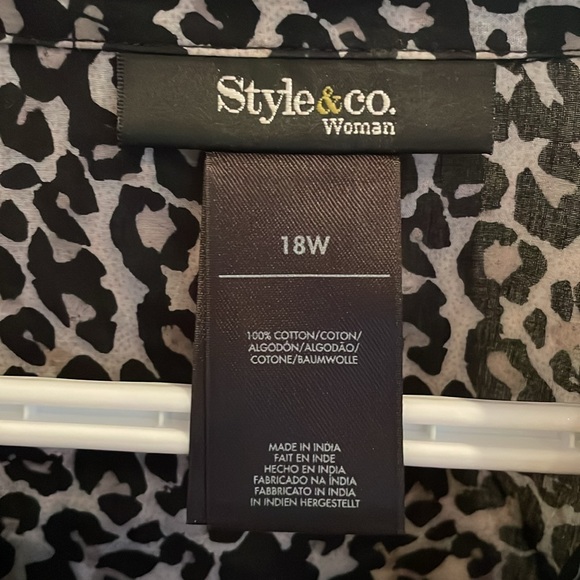 Style&co.
Woman
18W
100% COTTON/COTON/
ALGODÓN/ALGODÃO/
COTONE/BAUMWOLLE
MADE IN INDIA
FAIT EN INDE
HECHO EN INDIA
FABRICADO NA ÍNDIA
FABBRICATO IN INDIA
IN INDIEN HERGESTELLT